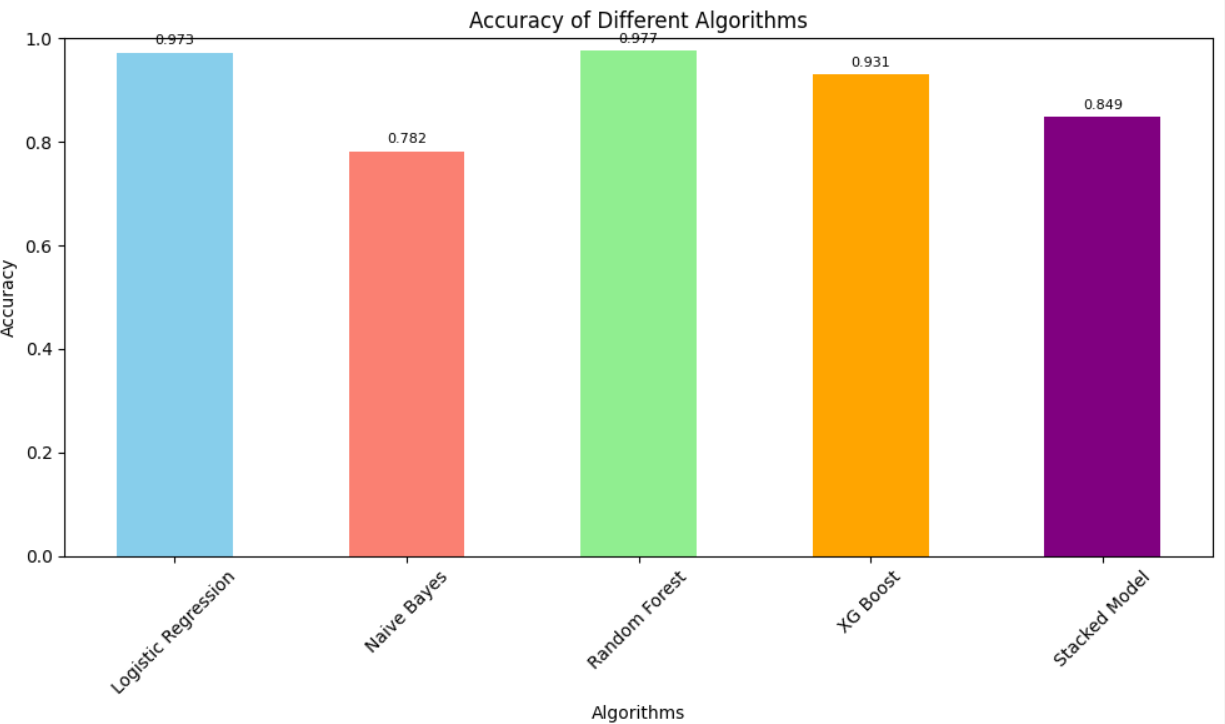 Accuracy of Different Algorithms
1.0
0.8
0.6
0.4
0.2
0.0
Accuracy
0.973
0.782
0.977
0.931
0.849
Logistic Regression
Naive Bayes
Random Forest
XG Boost
Stacked Model
Algorithms